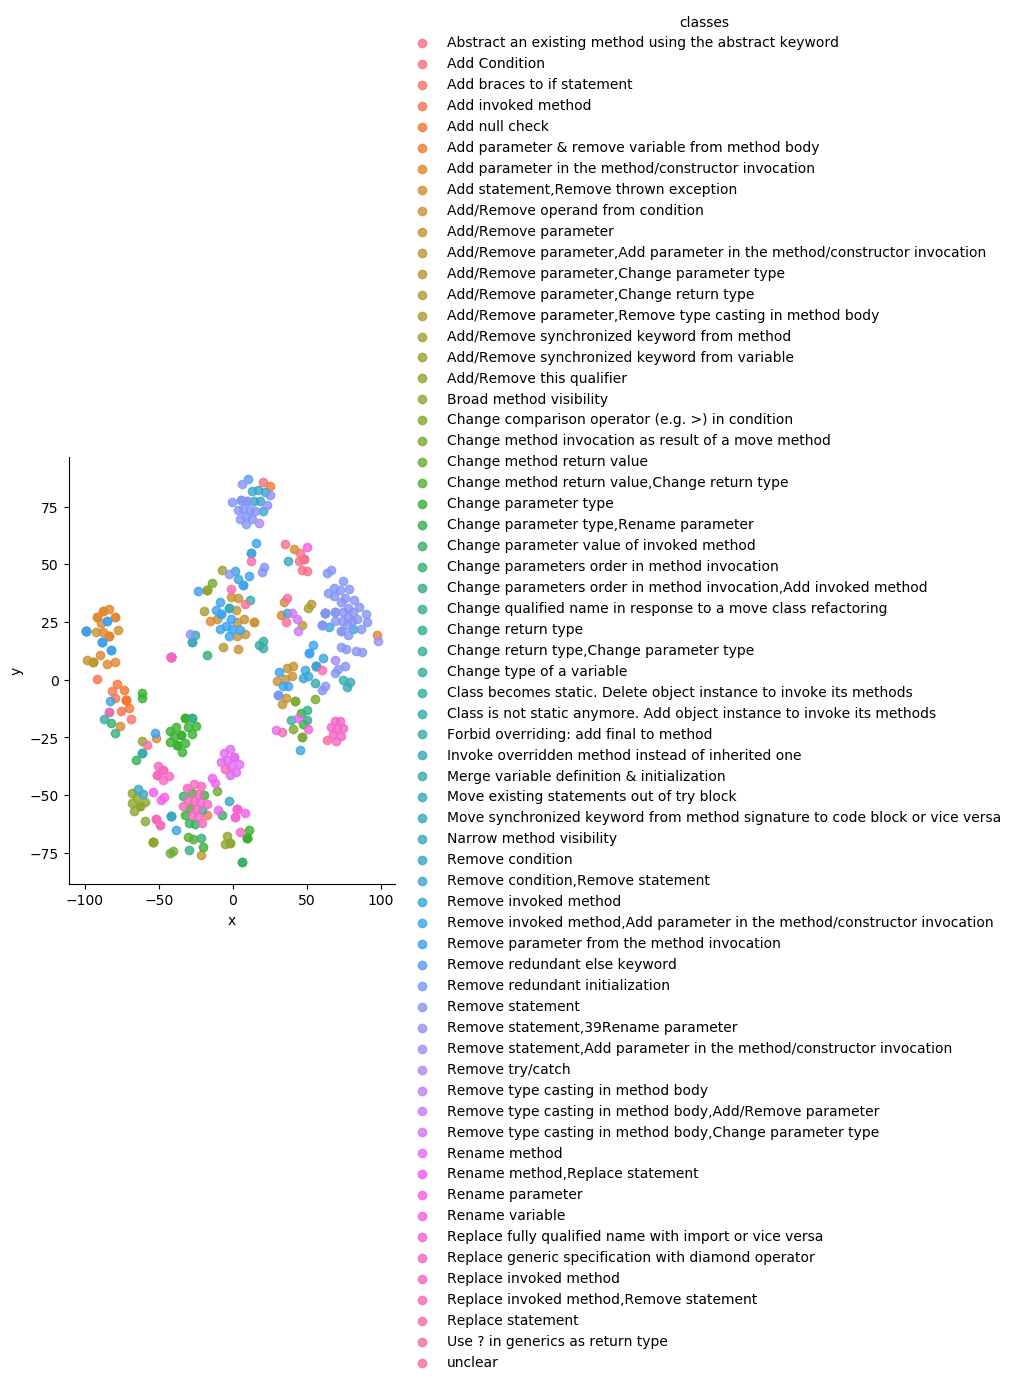 classes
Abstract an existing method using the abstract keyword
Add Condition
Add braces to if statement
Add invoked method
Add null check
Add parameter & remove variable from method body
Add parameter in the method/constructor invocation
Add statement,Remove thrown exception
Add/Remove operand from condition
Add/Remove parameter
Add/Remove parameter,Add parameter in the method/constructor invocation
Add/Remove parameter,Change parameter type
Add/Remove parameter,Change return type
Add/Remove parameter,Remove type casting in method body
Add/Remove synchronized keyword from method
Add/Remove synchronized keyword from variable
Add/Remove this qualifier
Broad method visibility
Change comparison operator (e.g. >) in condition
Change method invocation as result of a move method
Change method return value
Change method return value,Change return type
Change parameter type
Change parameter type,Rename parameter
Change parameter value of invoked method
Change parameters order in method invocation
Change parameters order in method invocation,Add invoked method
Change qualified name in response to a move class refactoring
Change return type
Change return type,Change parameter type
Change type of a variable
Class becomes static. Delete object instance to invoke its methods
Class is not static anymore. Add object instance to invoke its methods
Forbid overriding: add final to method
Invoke overridden method instead of inherited one
Merge variable definition & initialization
Move existing statements out of try block
Move synchronized keyword from method signature to code block or vice versa
Narrow method visibility
Remove condition
Remove condition,Remove statement
Remove invoked method
Remove invoked method,Add parameter in the method/constructor invocation
Remove parameter from the method invocation
Remove redundant else keyword
Remove redundant initialization
Remove statement
Remove statement,39Rename parameter
Remove statement,Add parameter in the method/constructor invocation
Remove try/catch
Remove type casting in method body
Remove type casting in method body,Add/Remove parameter
Remove type casting in method body,Change parameter type
Rename method
Rename method,Replace statement
Rename parameter
Rename variable
Replace fully qualified name with import or vice versa
Replace generic specification with diamond operator
Replace invoked method
Replace invoked method,Remove statement
Replace statement
Use ? in generics as return type
unclear
75
50
25
0
−25
−50
−75
y
−100 −50 0 50 100
x